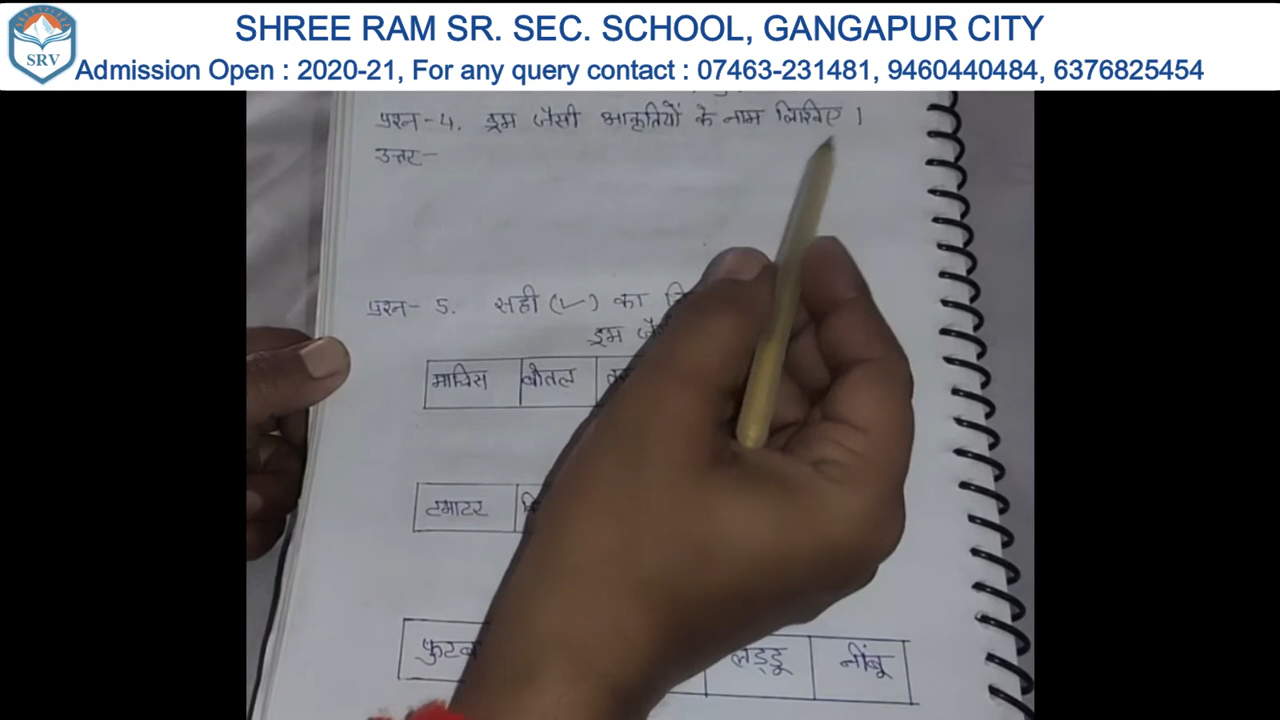 SHREE RAM SR. SEC. SCHOOL, GANGAPUR CITY
SRV
Admission Open : 2020-21, For any query contact : 07463-231481, 9460440484, 6376825454
प्रश्न-4. ड्रम जैसी आकृतियों के नाम लिखिए।
उत्तर-
प्रश्न- 5. सही (✓) का
ड्रम
माचिस बोतल
टमाटर
लड्डू नींबू